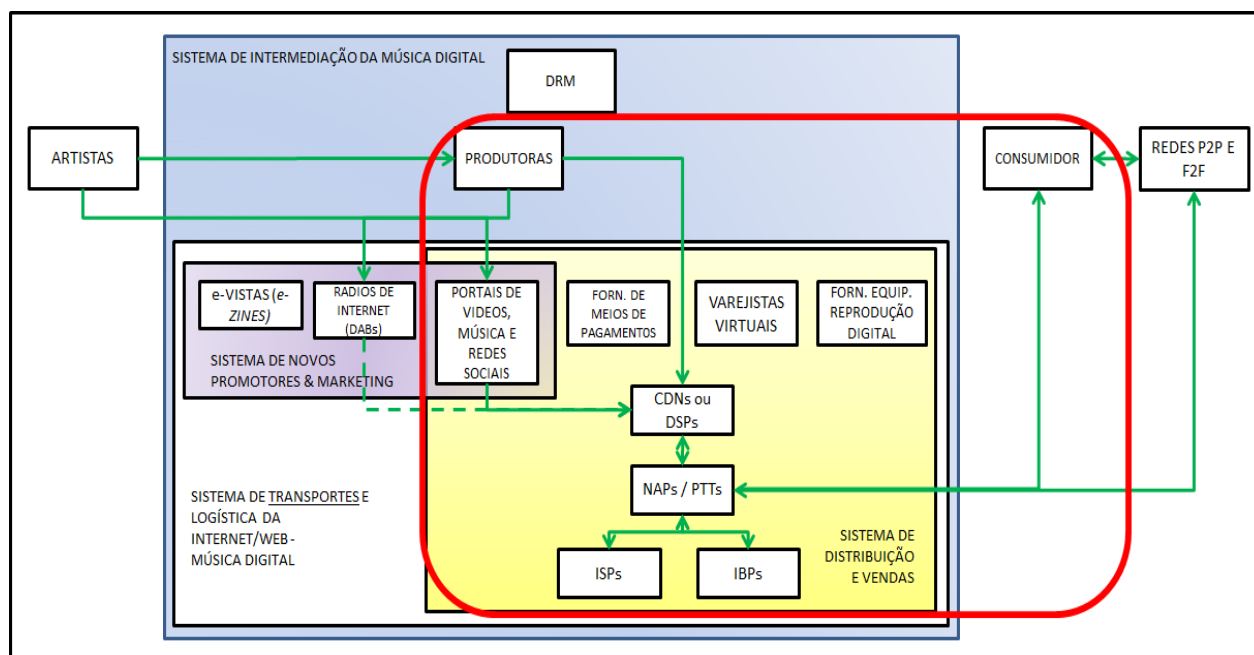 SISTEMA DE INTERMEDIAÇÃO DA MÚSICA DIGITAL
DRM
ARTISTAS
PRODUTORAS
CONSUMIDOR
REDES P2P E
F2F
e-VISTAS (e-
ZINES)
RADIOS DE
INTERNET
(DABs)
PORTAIS DE
VIDEOS,
MÚSICA E
REDES
SOCIAIS
FORN. DE
MEIOS DE
PAGAMENTOS
VAREJISTAS
VIRTUAIS
FORN. EQUIP.
REPRODUÇÃO
DIGITAL
SISTEMA DE NOVOS
PROMOTORES & MARKETING
CDNs ou
DSPs
NAPs / PTTs
SISTEMA DE TRANSPORTES E
LOGÍSTICA DA
INTERNET/WEB-
MÚSICA DIGITAL
ISPs
IBPs
SISTEMA DE
DISTRIBUIÇÃO
E VENDAS